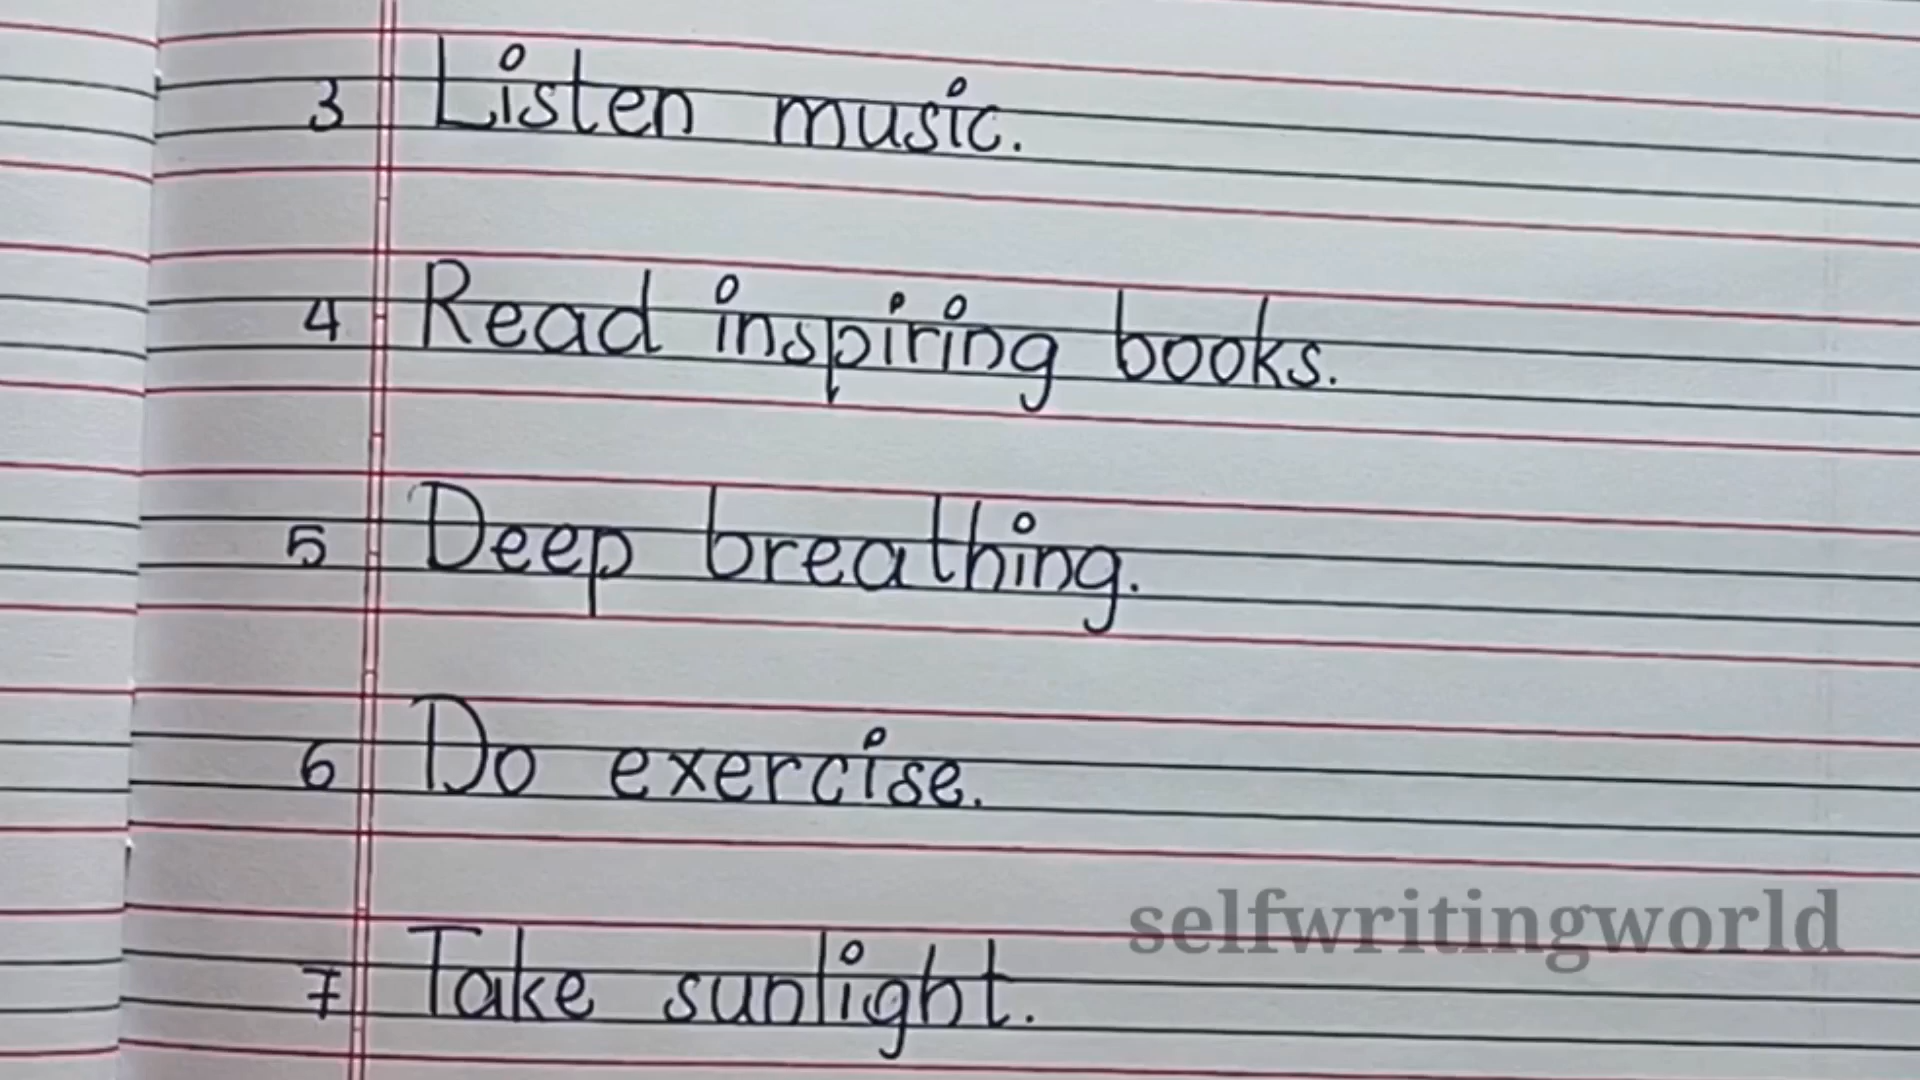 3 Listen music.
4 Read inspiring books.
5 Deep breathing.
6 Do exercise.
selfwritingworld
7 Take sunlight.